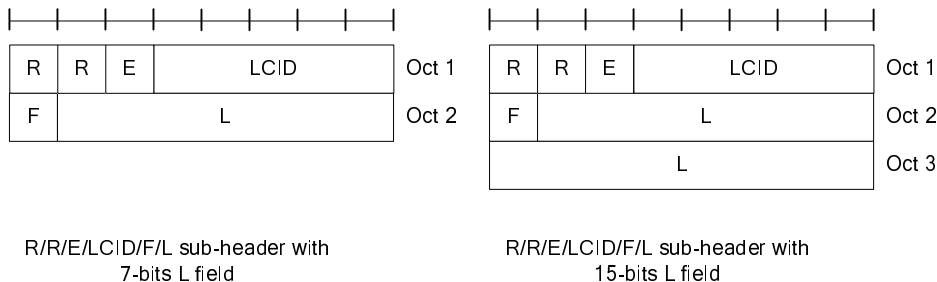 R R E LCID Oct 1
F L Oct 2
R/R/E/LCID/F/L sub-header with
7-bits L field
R R E LCID Oct 1
F L Oct 2
L Oct 3
R/R/E/LCID/F/L sub-header with
15-bits L field